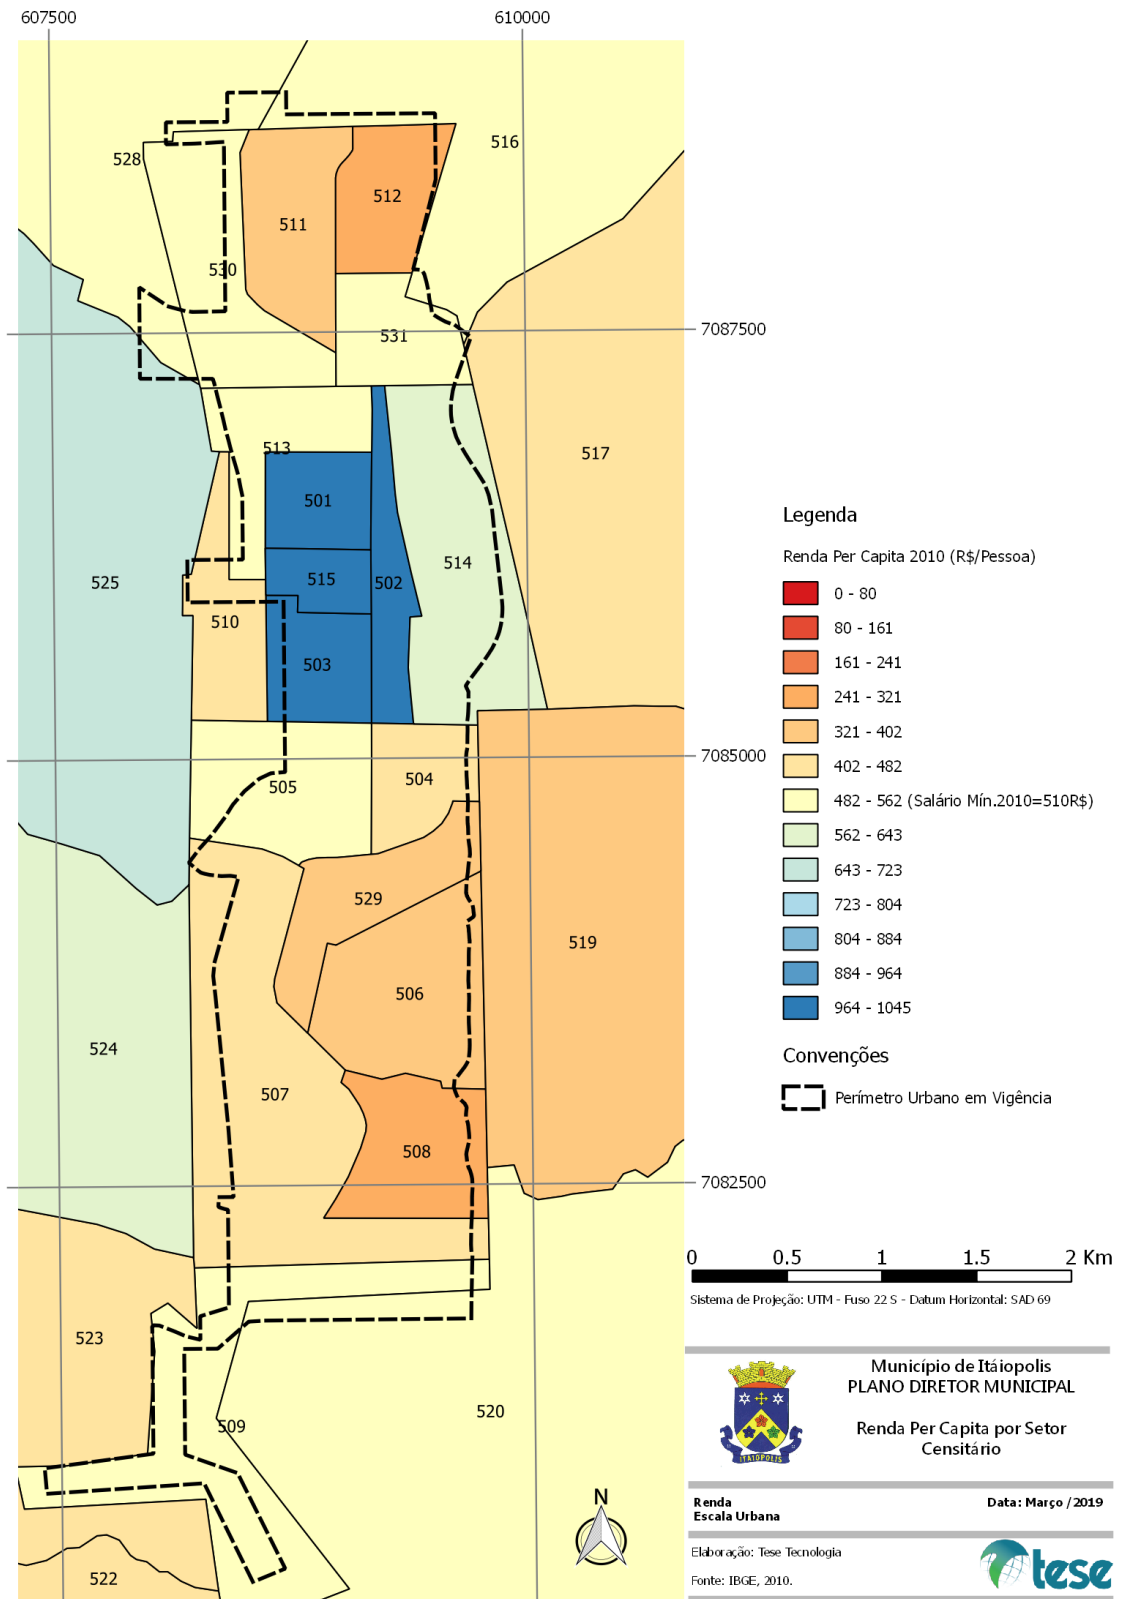 607500
610000
516
528
512
511
530
7087500
531
513
517
501
514
515
502
525
510
503
7085000
505
504
529
519
506
524
507
508
7082500
523
509
520
522
Legenda
Renda Per Capita 2010 (R$/Pessoa)
0 - 80
80 - 161
161 - 241
241 - 321
321 - 402
402 - 482
482 - 562 (Salário Mín.2010=510R$)
562 - 643
643 - 723
723 - 804
804 - 884
884 - 964
964 - 1045
Convenções
Perímetro Urbano em Vigência
0 0.5 1 1.5 2 Km
Sistema de Projeção: UTM - Fuso 22 S - Datum Horizontal: SAD 69
ITAIÓPOLIS
Município de Itáiopolis
PLANO DIRETOR MUNICIPAL
Renda Per Capita por Setor
Censitário
N
Renda
Escala Urbana
Data: Março /2019
Elaboração: Tese Tecnologia
Fonte: IBGE, 2010.
tese